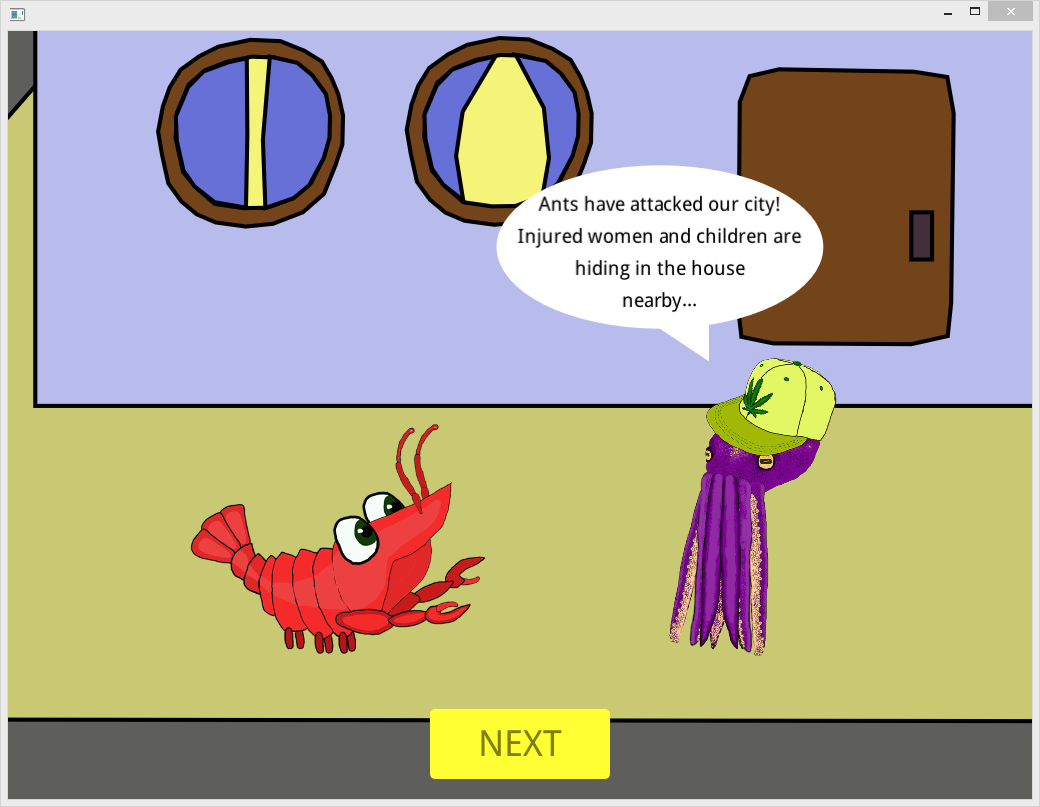 Ants have attacked our city!
Injured women and children are
hiding in the house
nearby...
NEXT